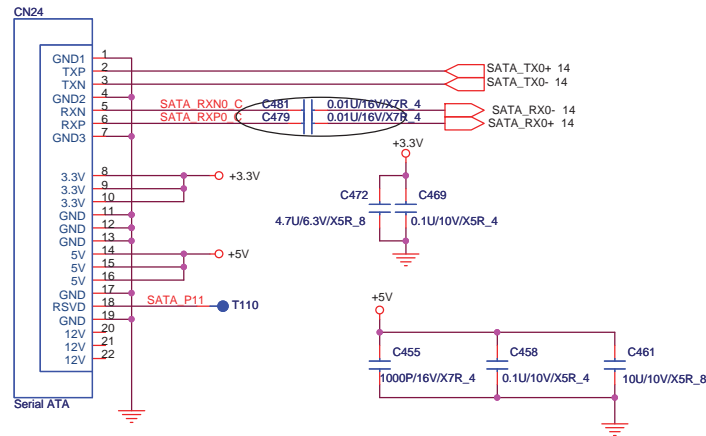 CN24
GND1 1
TXP 2 SATA_TX0+ 14
TXN 3 SATA_TX0- 14
GND2 4
RXN 5 SATA_RXN0_C C481 0.01U/16V/X7R_4 SATA_RX0- 14
RXP 6 SATA_RXP0_C C479 0.01U/16V/X7R_4 SATA_RX0+ 14
GND3 7
3.3V 8 +3.3V
3.3V 9
3.3V 10
GND 11
GND 12
GND 13
5V 14 +5V
5V 15
5V 16
GND 17
RSVD 18 SATA_P11 T110
GND 19
12V 20
12V 21
12V 22
Serial ATA
+3.3V
C472 C469
4.7U/6.3V/X5R_8 0.1U/10V/X5R_4
+5V
C455 C458 C461
1000P/16V/X7R_4 0.1U/10V/X5R_4 10U/10V/X5R_8